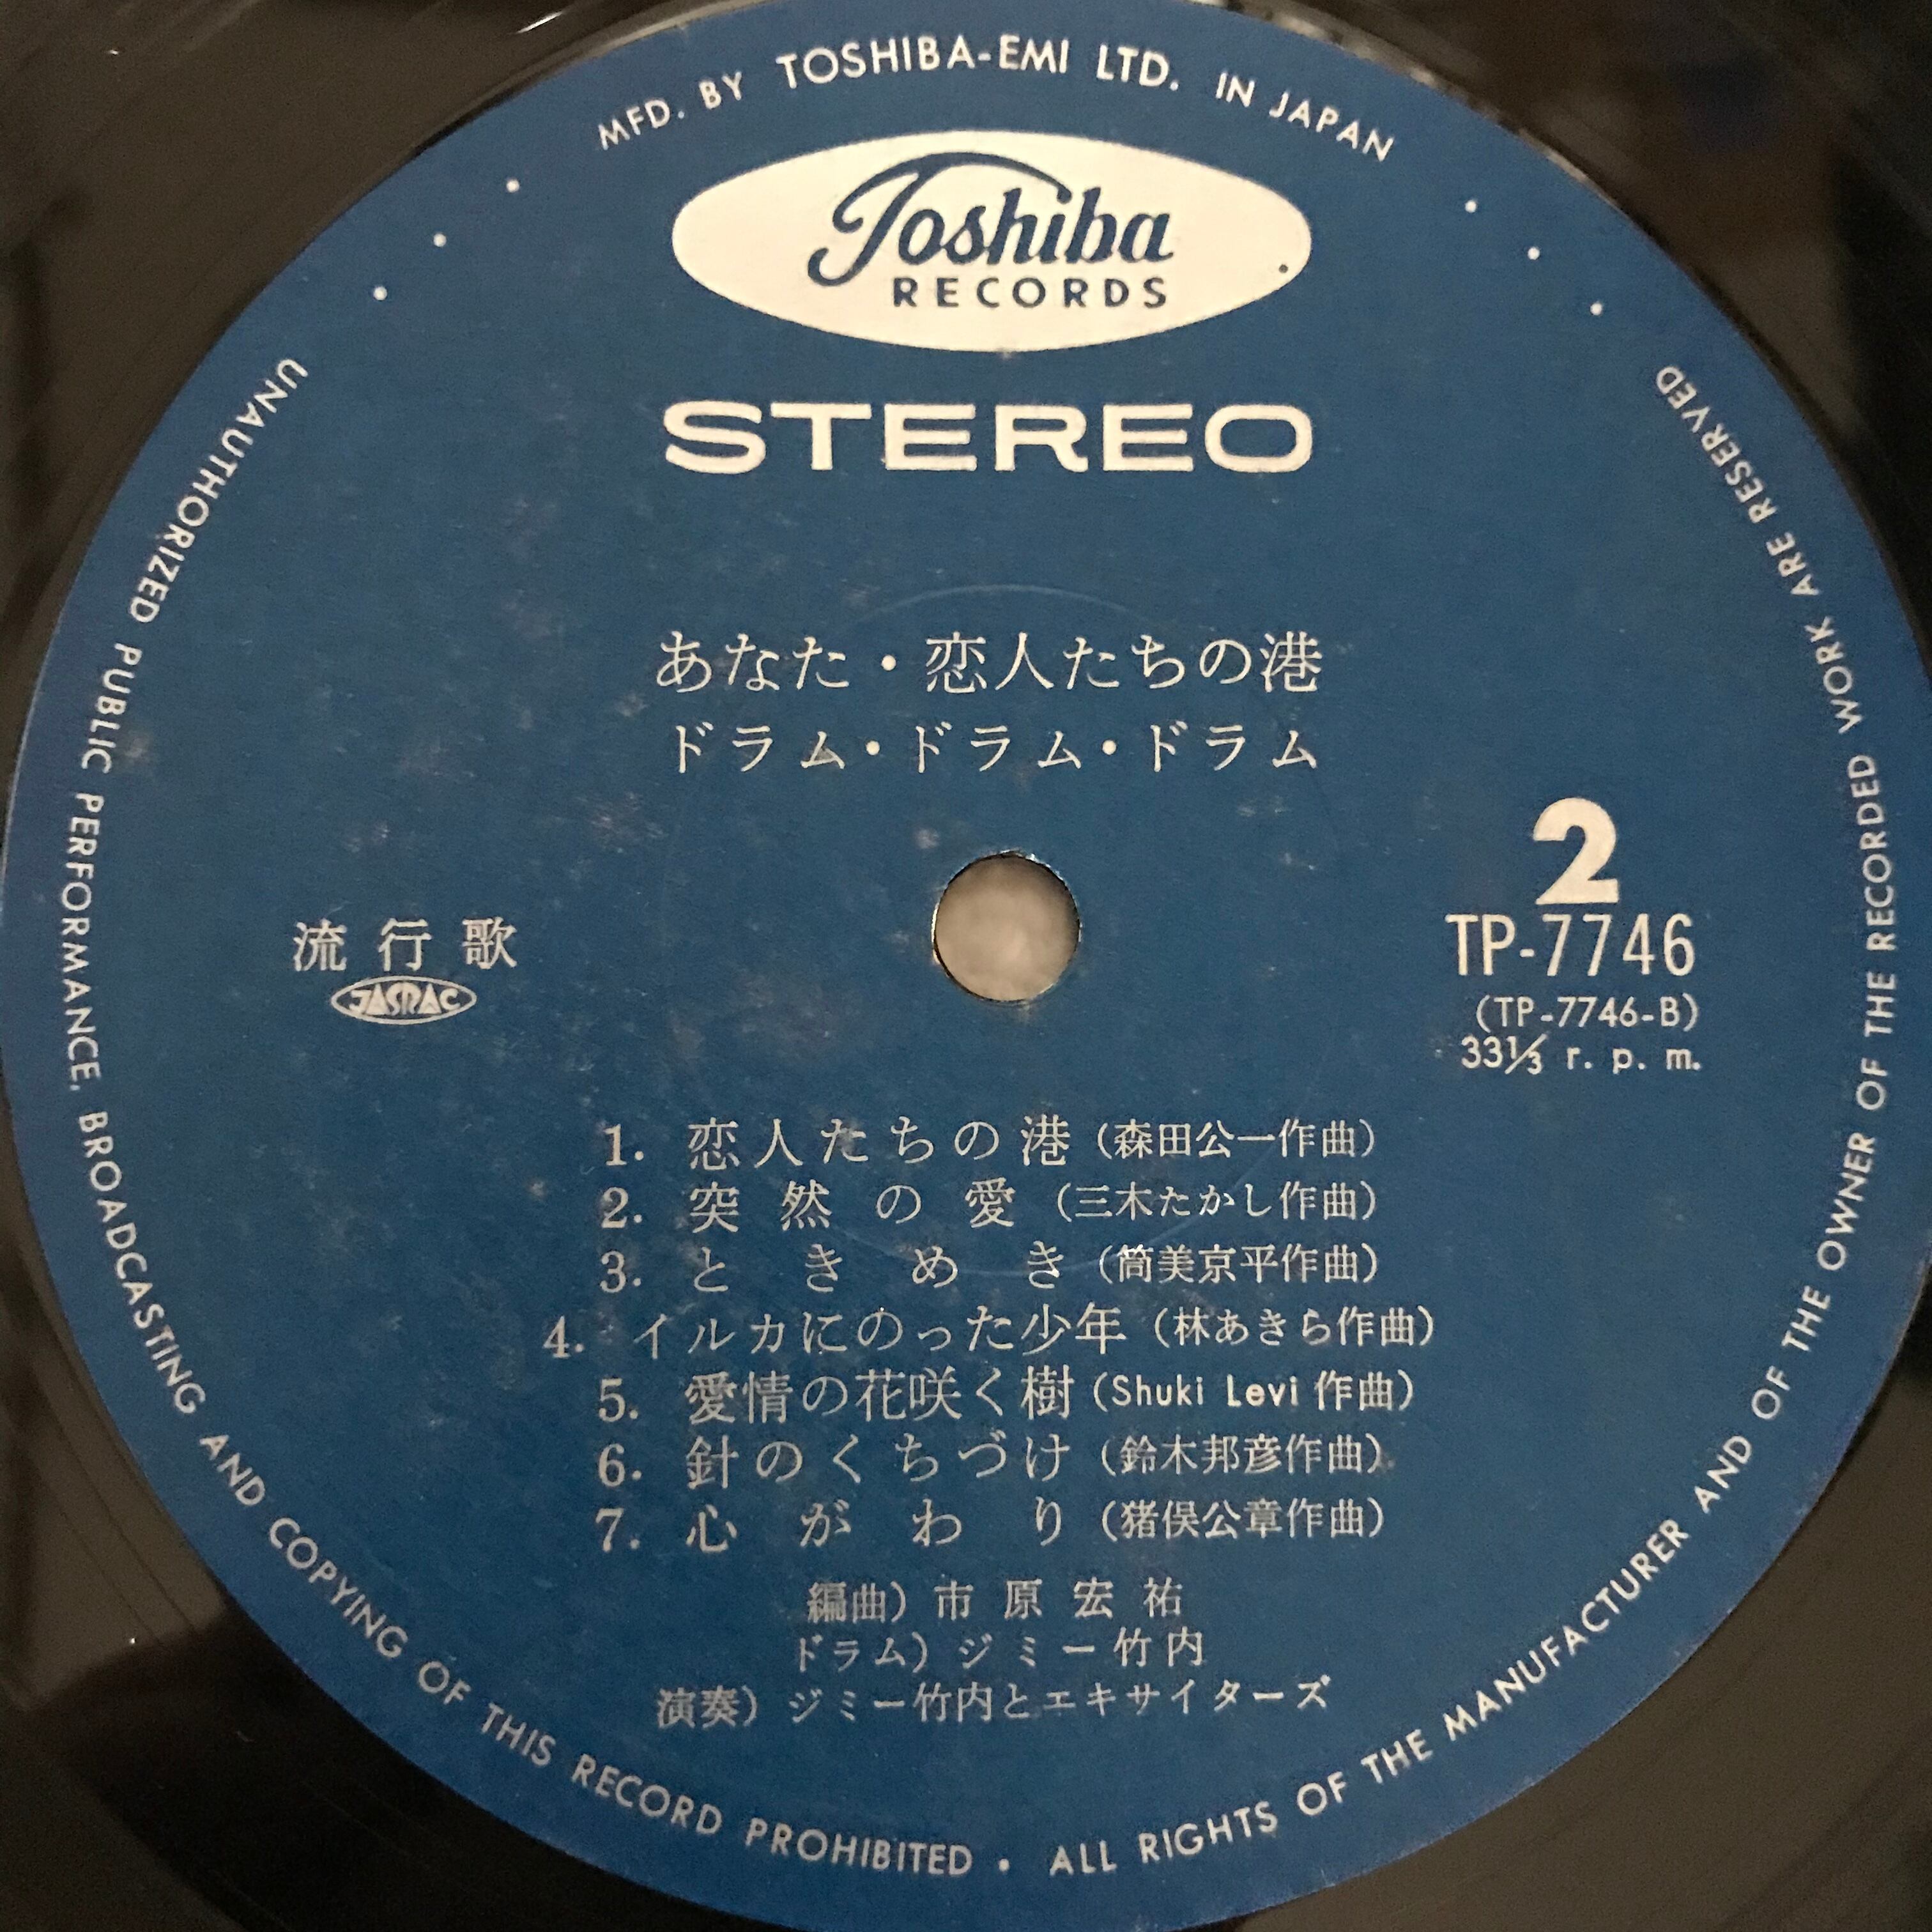 MFD. BY TOSHIBA-EMI LTD. IN JAPAN
Toshiba
RECORDS
STEREO
あなた・恋人たちの港
ドラム・ドラム・ドラム
2
TP-7746
(TP-7746-B)
33⅓ r. p. m.
流行歌
JASRAC
1. 恋人たちの港 (森田公一作曲)
2. 突然の愛 (三木たかし作曲)
3. ときめき (筒美京平作曲)
4. イルカにのった少年 (林あきら作曲)
5. 愛情の花咲く樹 (Shuki Levi 作曲)
6. 針のくちづけ (鈴木邦彦作曲)
7. 心がわり (猪俣公章作曲)
編曲) 市原宏祐
ドラム) ジミー竹内
演奏) ジミー竹内とエキサイターズ
UNAUTHORIZED PUBLIC PERFORMANCE, BROADCASTING AND COPYING OF THIS RECORD PROHIBITED • ALL RIGHTS OF THE MANUFACTURER AND OF THE OWNER OF THE RECORDED WORK ARE RESERVED